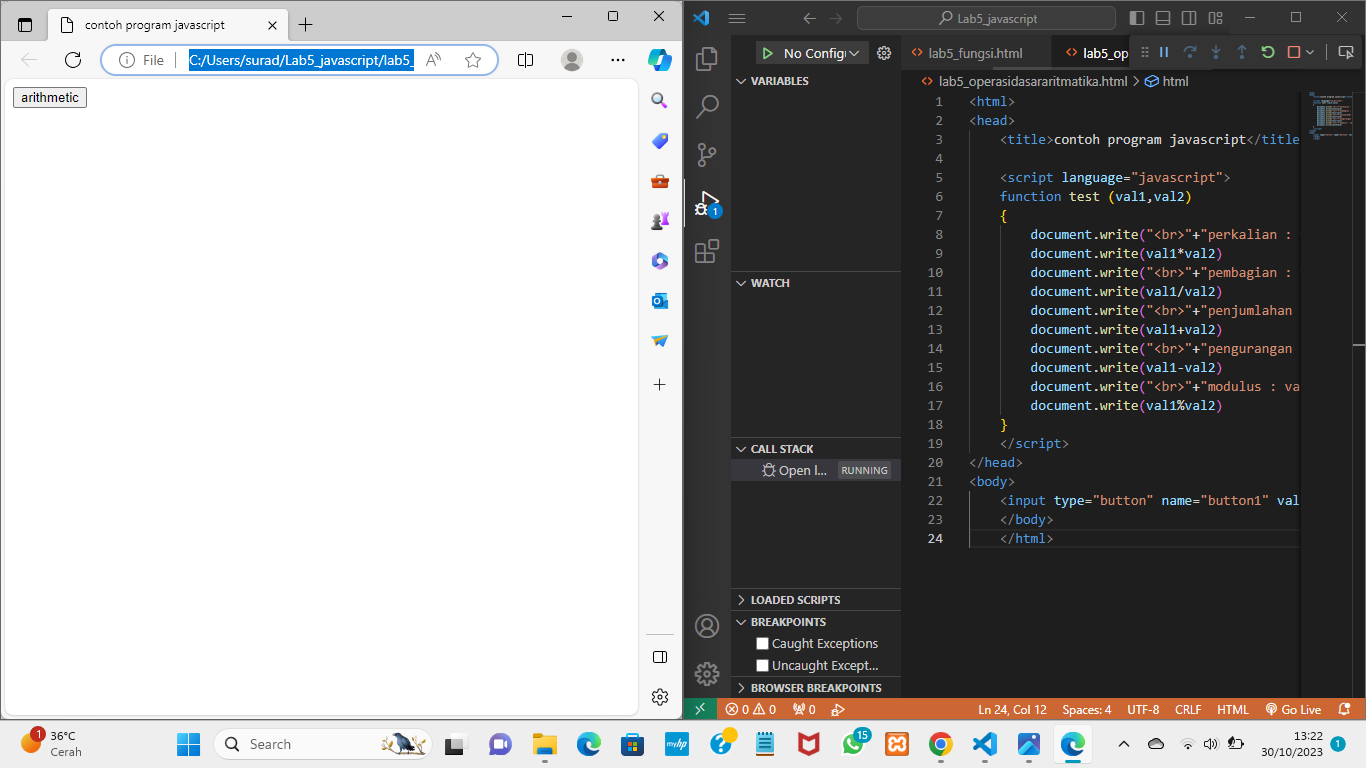 contoh program javascript
File
C:/Users/surad/Lab5_javascript/lab5_
arithmetic
Lab5_javascript
No Configu
lab5_fungsi.html
lab5_op
VARIABLES
WATCH
CALL STACK
Open l...
RUNNING
LOADED SCRIPTS
BREAKPOINTS
Caught Exceptions
Uncaught Except...
BROWSER BREAKPOINTS
lab5_operasidasararitmatika.html > html
1 <html>
2 <head>
3 <title>contoh program javascript</title
4
5 <script language="javascript">
6 function test (val1,val2)
7 {
8 document.write("<br>"+"perkalian :
9 document.write(val1*val2)
10 document.write("<br>"+"pembagian :
11 document.write(val1/val2)
12 document.write("<br>"+"penjumlahan
13 document.write(val1+val2)
14 document.write("<br>"+"pengurangan
15 document.write(val1-val2)
16 document.write("<br>"+"modulus : va
17 document.write(val1%val2)
18 }
19 </script>
20 </head>
21 <body>
22 <input type="button" name="button1" val
23 </body>
24 </html>
1
0 0 0
Ln 24, Col 12 Spaces: 4 UTF-8 CRLF HTML Go Live
1
36°C
Cerah
Search
myhp
15
13:22
30/10/2023
1